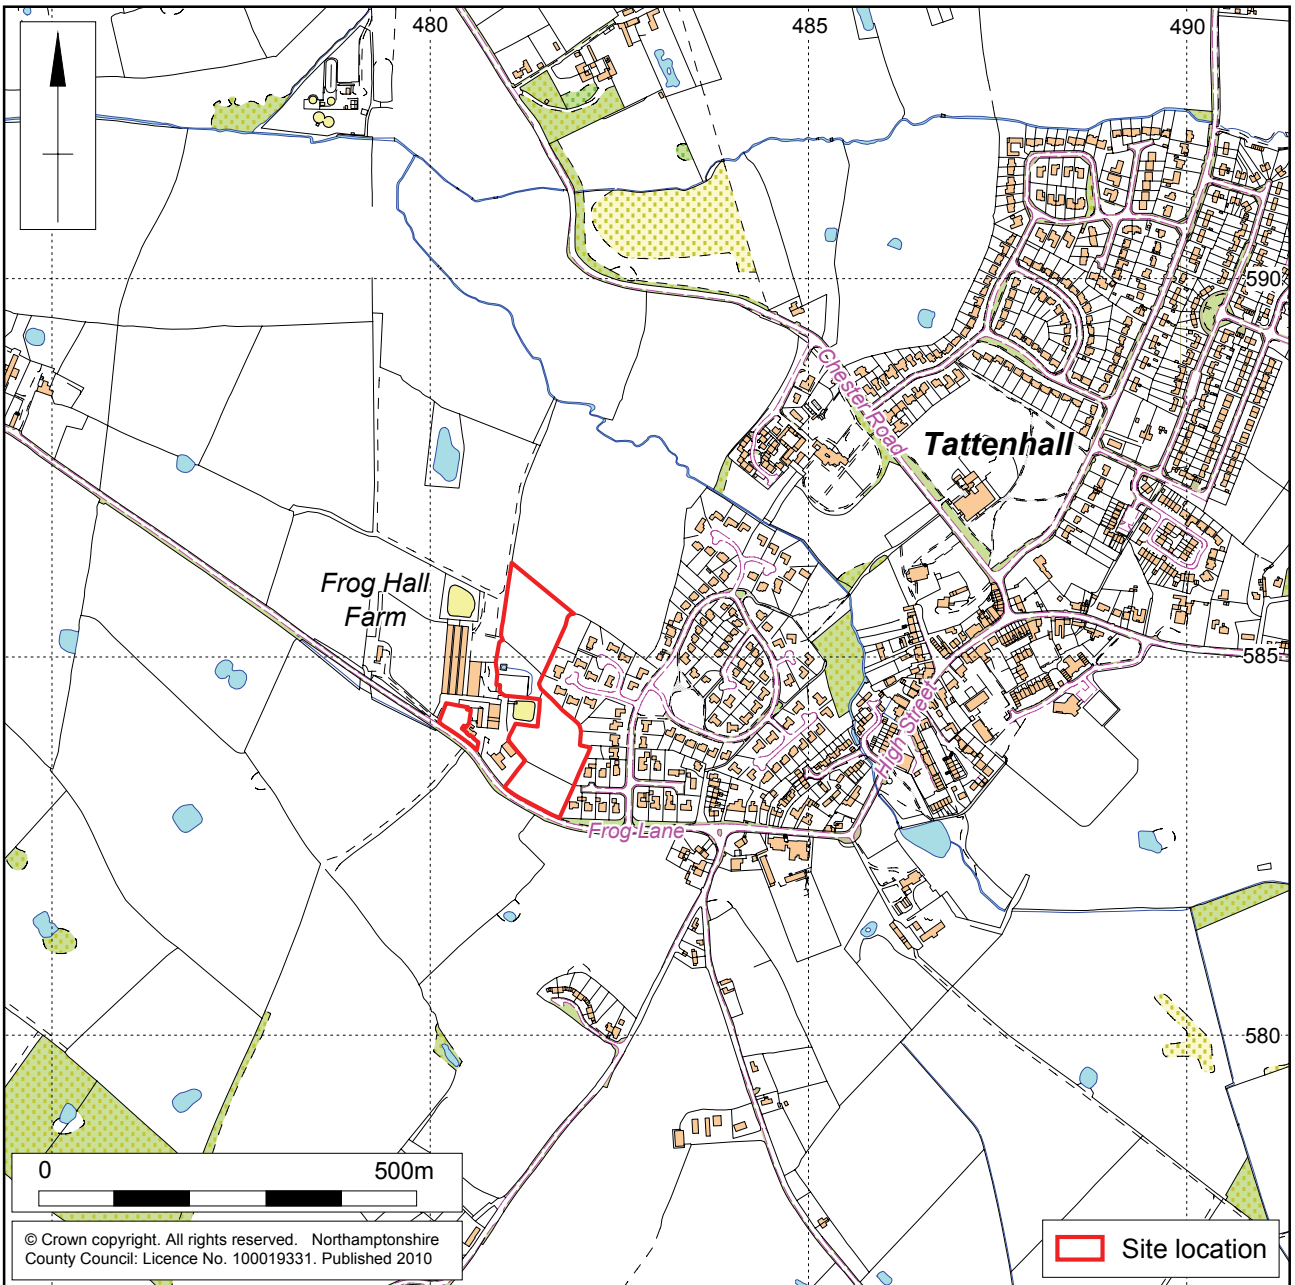 480
485
490
590
Chester Road
Tattenhall
Frog Hall
Farm
585
High Street
Frog Lane
580
0
500m
© Crown copyright. All rights reserved. Northamptonshire
County Council: Licence No. 100019331. Published 2010
Site location